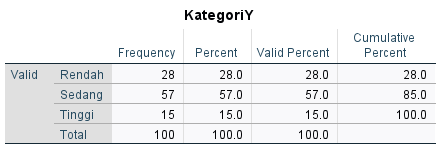 KategoriY
Frequency Percent Valid Percent Cumulative Percent
Valid Rendah 28 28.0 28.0 28.0
Sedang 57 57.0 57.0 85.0
Tinggi 15 15.0 15.0 100.0
Total 100 100.0 100.0